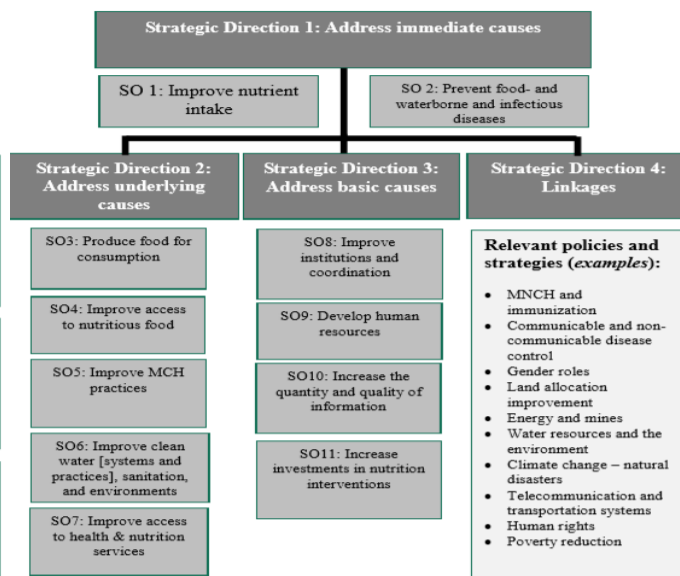 Strategic Direction 1: Address immediate causes
SO 1: Improve nutrient
intake
SO 2: Prevent food- and
waterborne and infectious
diseases
Strategic Direction 2:
Address underlying
causes
SO3: Produce food for
consumption
SO4: Improve access
to nutritious food
SO5: Improve MCH
practices
SO6: Improve clean
water [systems and
practices], sanitation,
and environments
SO7: Improve access
to health & nutrition
services
Strategic Direction 3:
Address basic causes
SO8: Improve
institutions and
coordination
SO9: Develop human
resources
SO10: Increase the
quantity and quality of
information
SO11: Increase
investments in nutrition
interventions
Strategic Direction 4:
Linkages
Relevant policies and
strategies (examples):
• MNCH and
immunization
• Communicable and non-
communicable disease
control
• Gender roles
• Land allocation
improvement
• Energy and mines
• Water resources and the
environment
• Climate change – natural
disasters
• Telecommunication and
transportation systems
• Human rights
• Poverty reduction